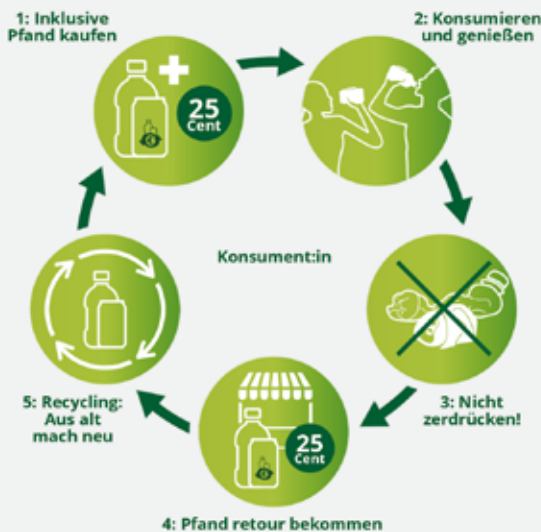 1: Inklusive
Pfand kaufen
25
Cent
2: Konsumieren
und genießen
Konsument:in
3: Nicht
zerdrücken!
25
Cent
4: Pfand retour bekommen
5: Recycling:
Aus alt
mach neu